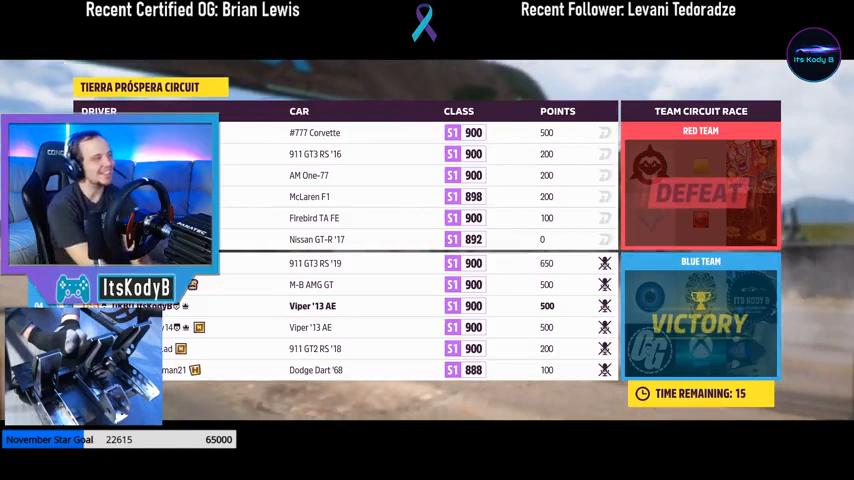 Recent Certified OG: Brian Lewis
Recent Follower: Levani Tedoradze
Its Kody B
TIERRA PRÓSPERA CIRCUIT
DRIVER CAR CLASS POINTS
#777 Corvette S1 900 500
911 GT3 RS '16 S1 900 200
AM One-77 S1 900 200
McLaren F1 S1 898 200
Firebird TA FE S1 900 100
Nissan GT-R '17 S1 892 0
911 GT3 RS '19 S1 900 650
M-B AMG GT S1 900 500
Viper '13 AE S1 900 500
Viper '13 AE S1 900 500
911 GT2 RS '18 S1 900 200
man21 Dodge Dart '68 S1 888 100
TEAM CIRCUIT RACE
RED TEAM
DEFEAT
BLUE TEAM
VICTORY
OG
TIME REMAINING: 15
FANATEC
ItsKodyB
November Star Goal 22615 65000